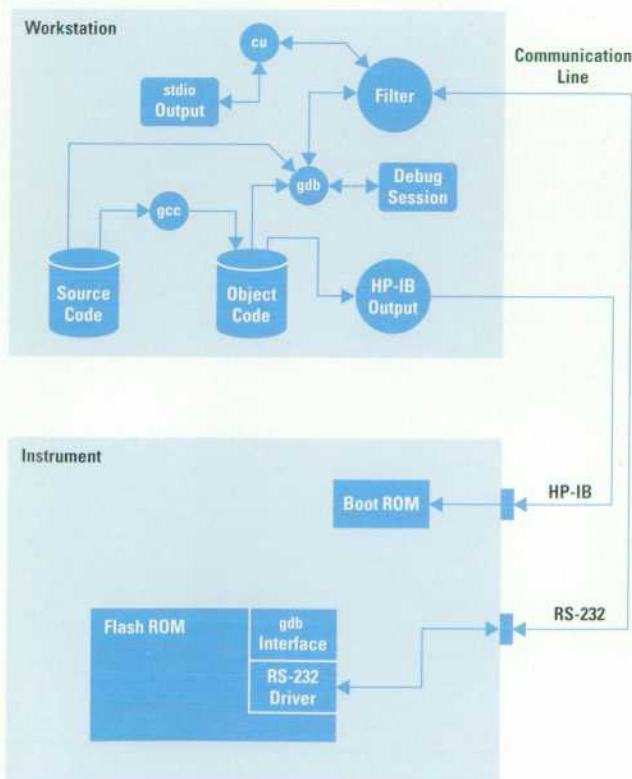 Workstation
cu
Communication
Line
stdio
Output
Filter
gdb
Debug
Session
gcc
Source
Code
Object
Code
HP-IB
Output
Instrument
Boot ROM
HP-IB
Flash ROM
gdb
Interface
RS-232
RS-232
Driver